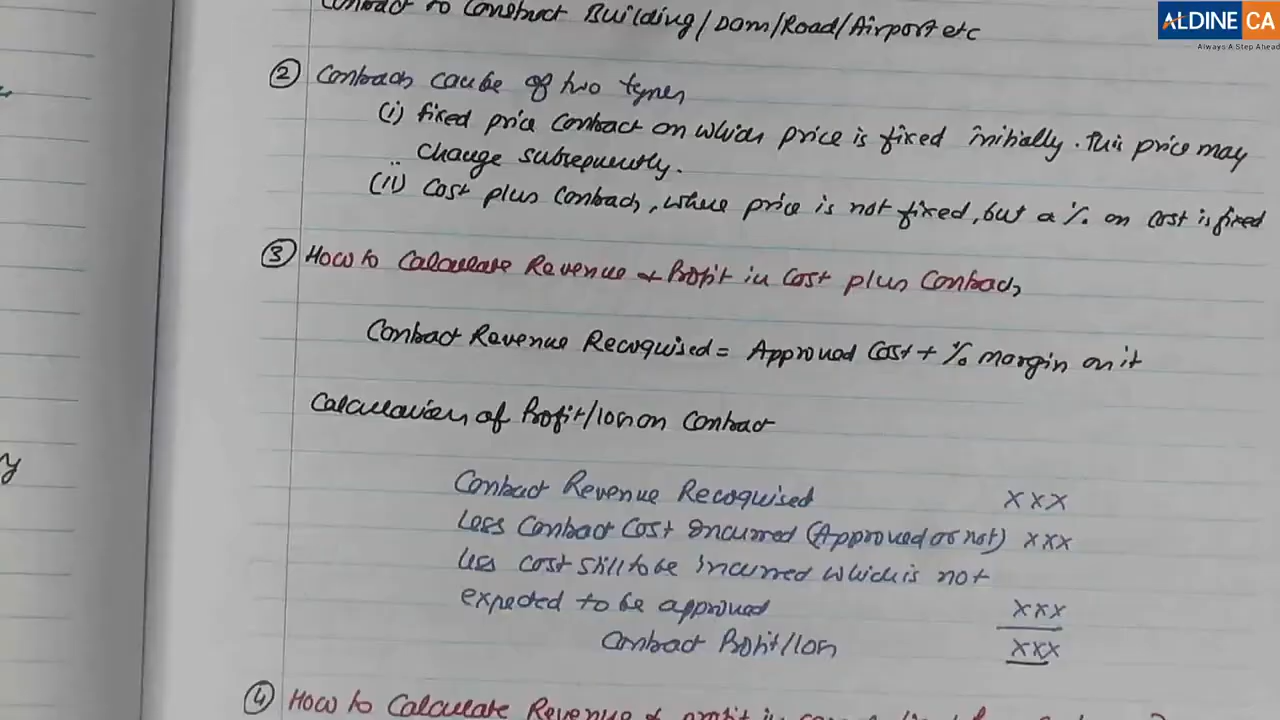 Contract to Construct Building/Dam/Road/Airport etc
ALDINE CA
Always A Step Ahead
② Contracts can be of two types
(i) fixed price contract on which price is fixed initially. This price may
change subsequently.
(ii) Cost plus contracts, where price is not fixed, but a % on cost is fixed
③ How to Calculate Revenue & Profit in Cost plus Contracts
Contract Revenue Recognised = Approved Cost + % margin on it
Calculation of Profit/loss on Contract
Contract Revenue Recognised XXX
Less Contract Cost Incurred (Approved or not) XXX
Less cost still to be incurred which is not
expected to be approved XXX
Contract Profit/loss XXX
④ How to Calculate Revenue & profit in